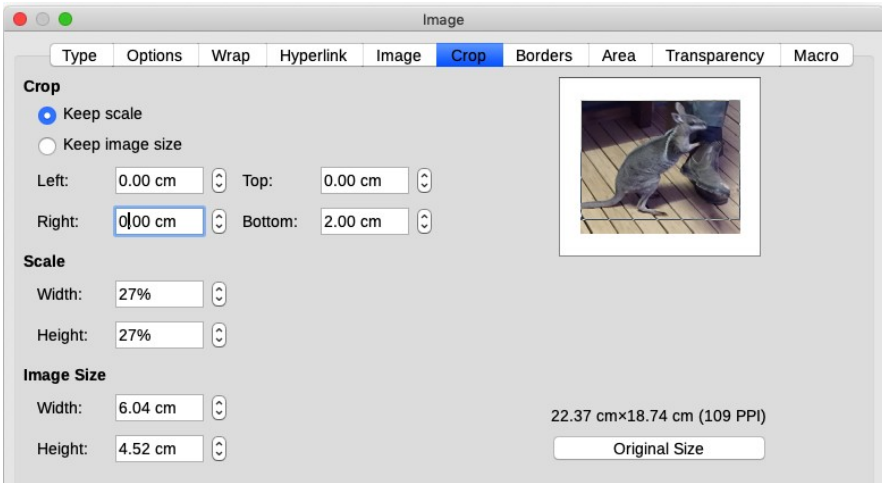 Image
Type Options Wrap Hyperlink Image Crop Borders Area Transparency Macro
Crop
Keep scale
Keep image size
Left: 0.00 cm Top: 0.00 cm
Right: 0.00 cm Bottom: 2.00 cm
Scale
Width: 27%
Height: 27%
Image Size
Width: 6.04 cm
22.37 cm×18.74 cm (109 PPI)
Height: 4.52 cm
Original Size